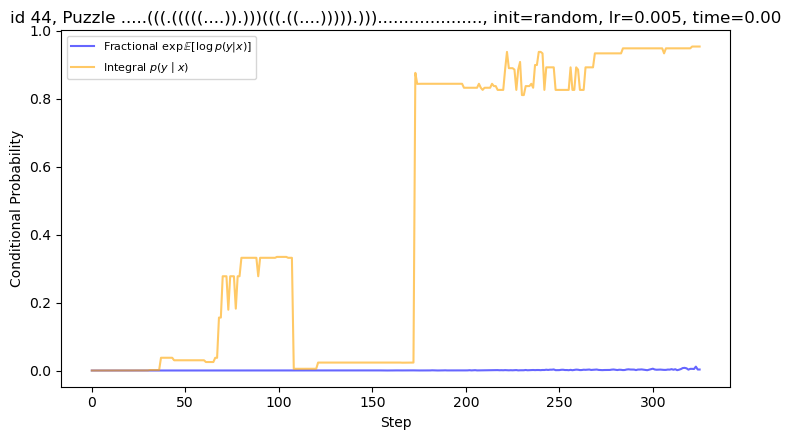 id 44, Puzzle .....(((.(((((....)).)))(((.((....))))).)))....................., init=random, lr=0.005, time=0.00
Fractional exp 𝔼[log p(y|x)]
Integral p(y | x)
Conditional Probability
1.0
0.8
0.6
0.4
0.2
0.0
0 50 100 150 200 250 300
Step